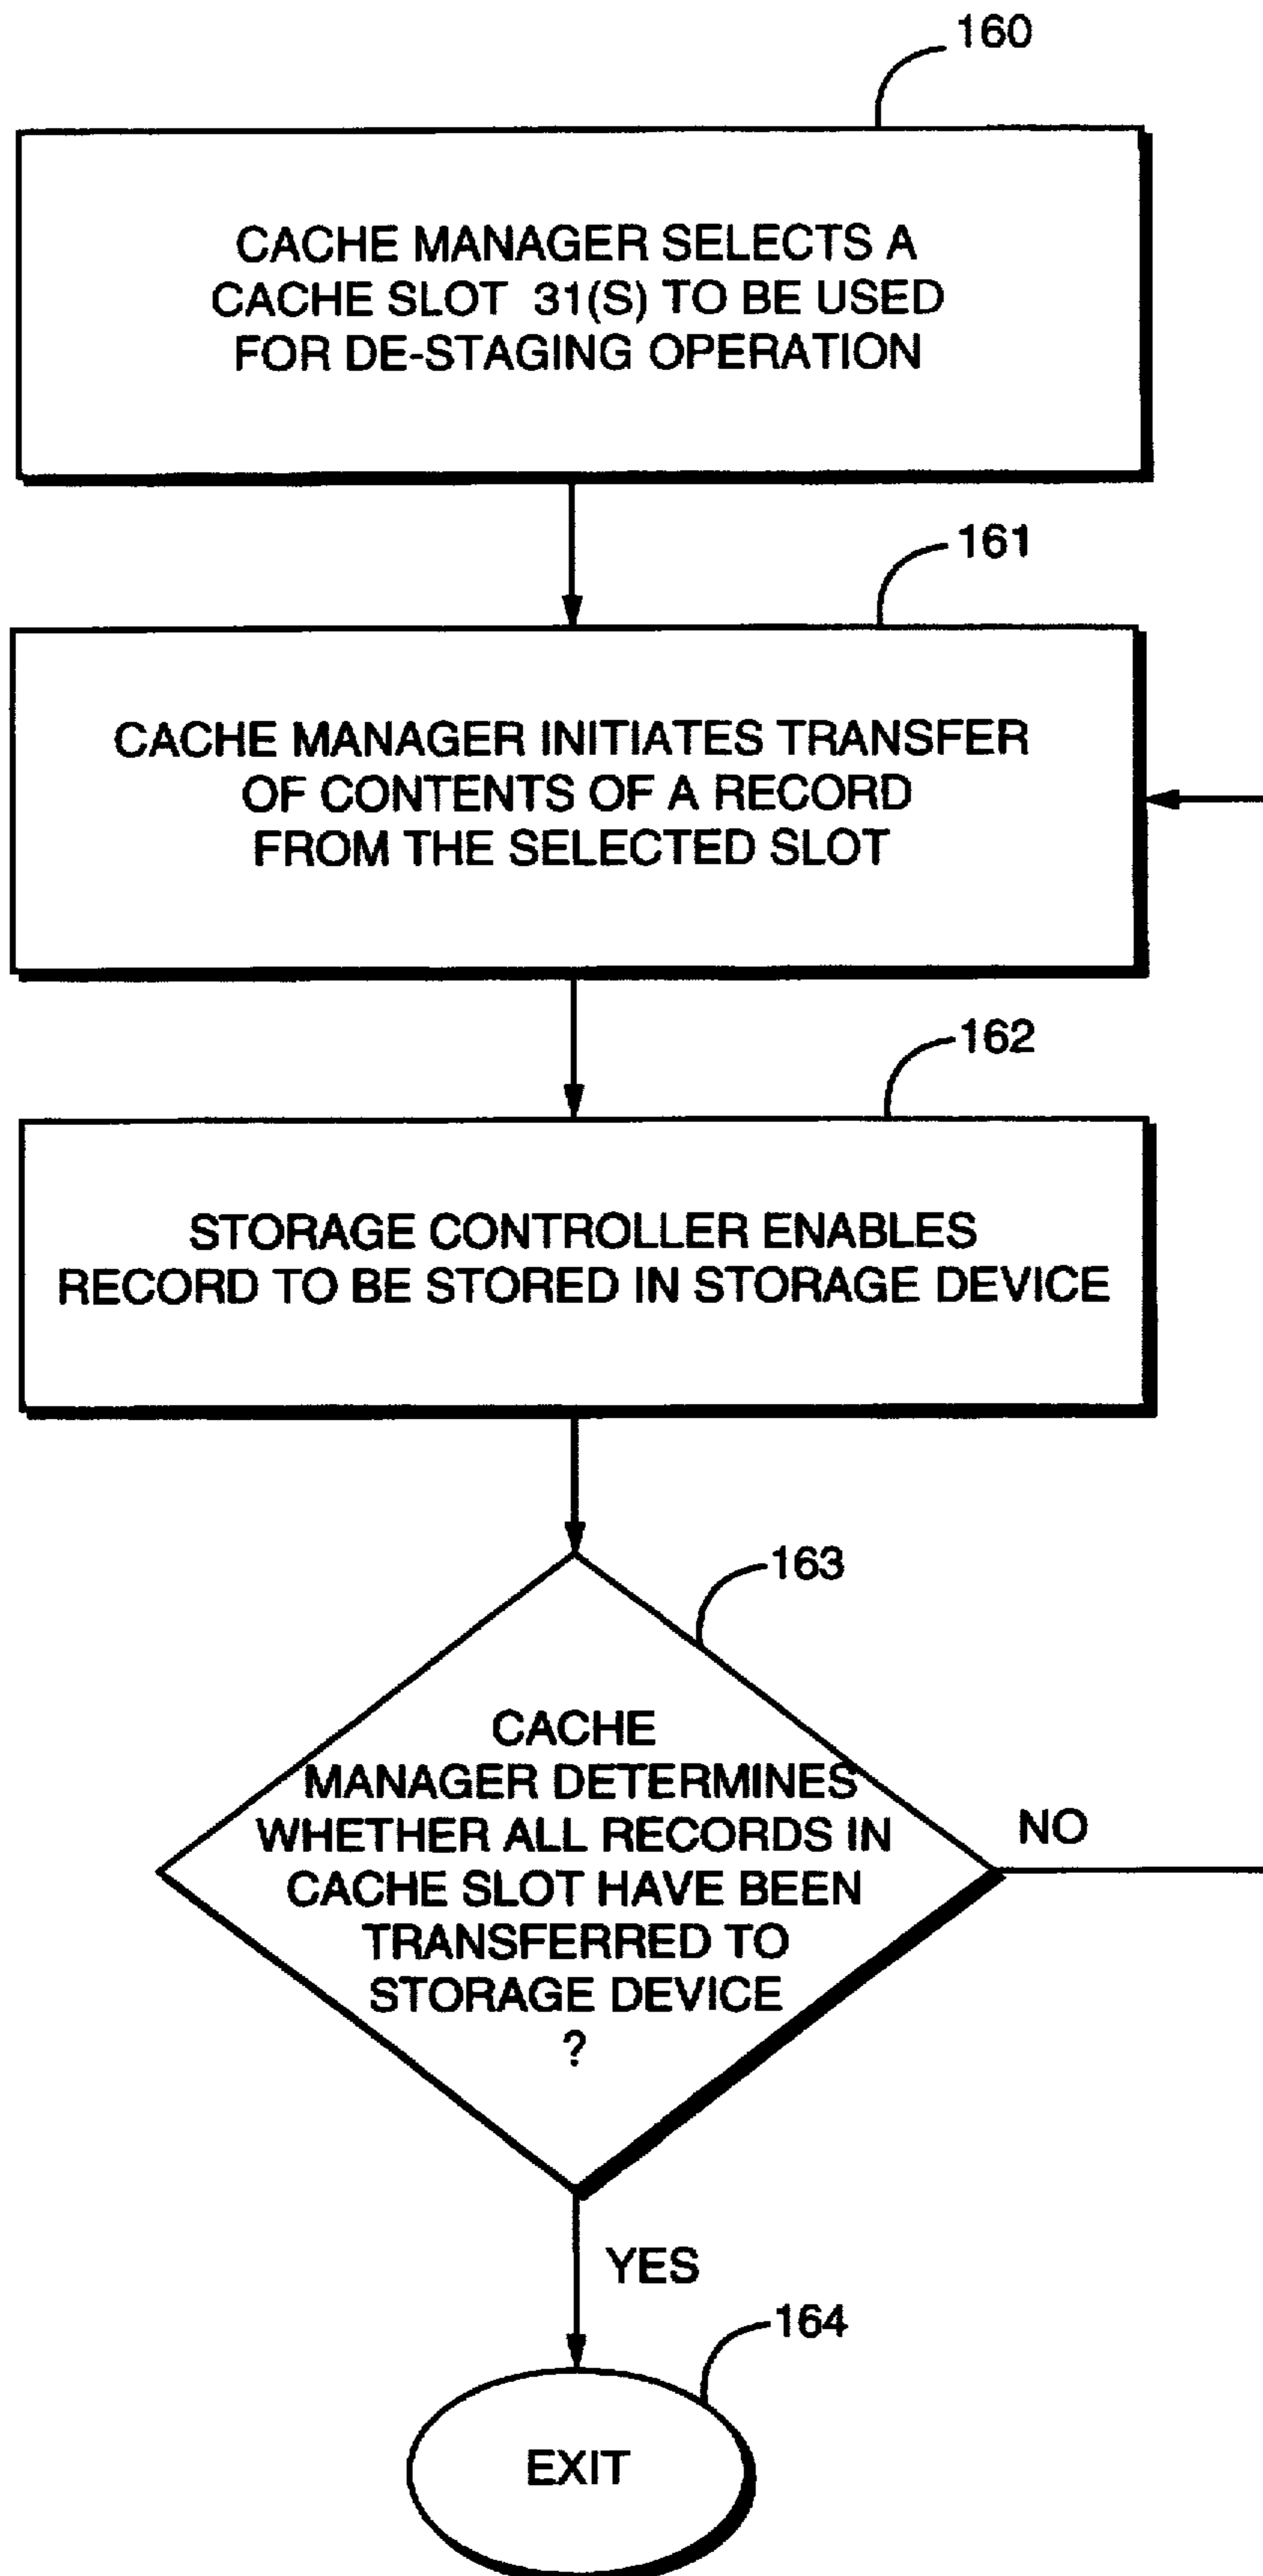 160
CACHE MANAGER SELECTS A
CACHE SLOT 31(S) TO BE USED
FOR DE-STAGING OPERATION
161
CACHE MANAGER INITIATES TRANSFER
OF CONTENTS OF A RECORD
FROM THE SELECTED SLOT
162
STORAGE CONTROLLER ENABLES
RECORD TO BE STORED IN STORAGE DEVICE
163
CACHE
MANAGER DETERMINES
WHETHER ALL RECORDS IN
CACHE SLOT HAVE BEEN
TRANSFERRED TO
STORAGE DEVICE
?
NO
YES
164
EXIT